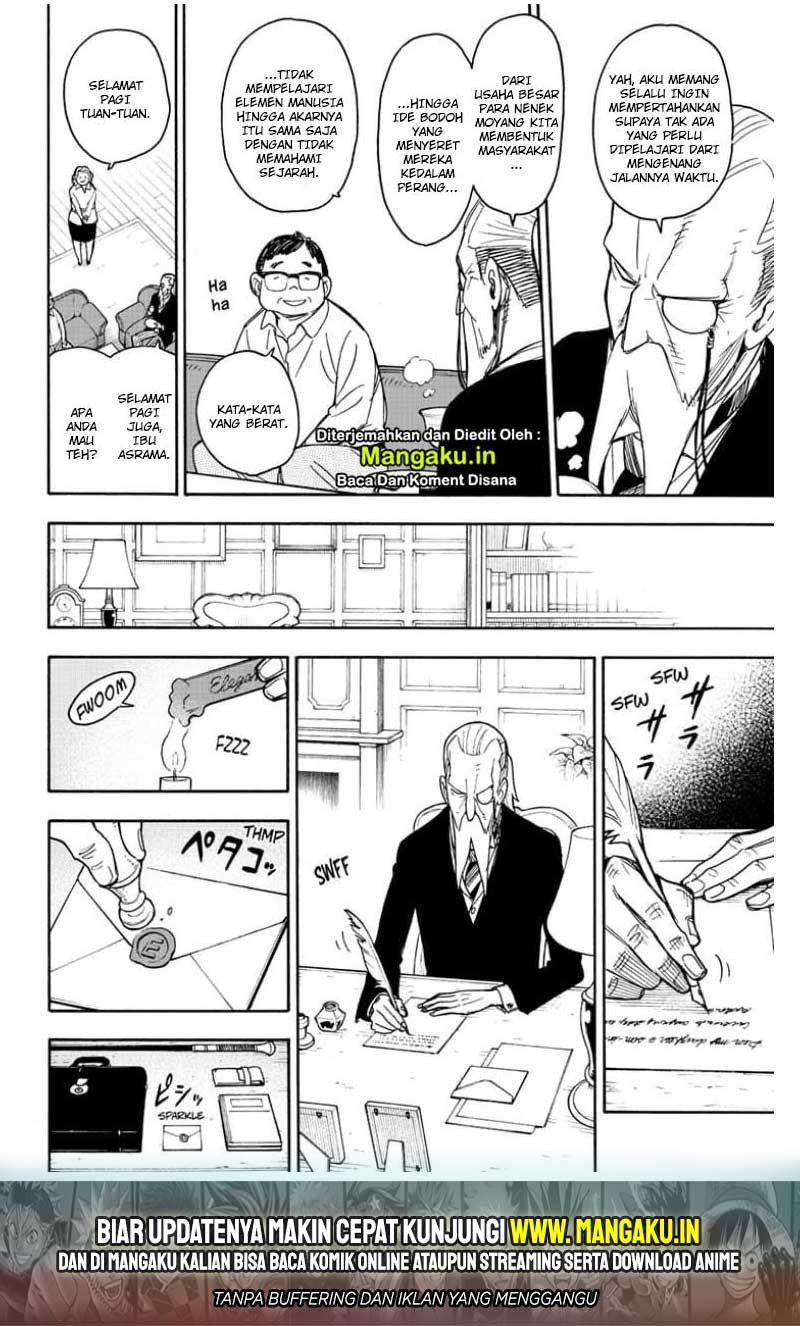 YAH, AKU MEMANG
SELALU INGIN
MEMPERTAHANKAN
SUPAYA TAK ADA
YANG PERLU
DIPELAJARI DARI
MENGENANG
JALANNYA WAKTU.
DARI
USAHA BESAR
PARA NENEK
MOYANG KITA
MEMBENTUK
MASYARAKAT
...
...HINGGA
IDE BODOH
YANG
MENYERET
MEREKA
KEDALAM
PERANG...
...TIDAK
MEMPELAJARI
ELEMEN MANUSIA
HINGGA AKARNYA
ITU SAMA SAJA
DENGAN TIDAK
MEMAHAMI
SEJARAH.
Ha
ha
KATA-KATA
YANG BERAT.
SELAMAT
PAGI
TUAN-TUAN.
SELAMAT
PAGI
JUGA,
IBU
ASRAMA.
APA
ANDA
MAU
TEH?
Diterjemahkan dan Diedit Oleh :
Mangaku.in
Baca Dan Koment Disana
SFW
SFW
サラ
サラ
SWFF
FWOOM
Elegan
FZZZ
THMP
ペタコッ
E
ピシッ
SPARKLE
BIAR UPDATENYA MAKIN CEPAT KUNJUNGI WWW. MANGAKU.IN
DAN DI MANGAKU KALIAN BISA BACA KOMIK ONLINE ATAUPUN STREAMING SERTA DOWNLOAD ANIME
TANPA BUFFERING DAN IKLAN YANG MENGGANGU